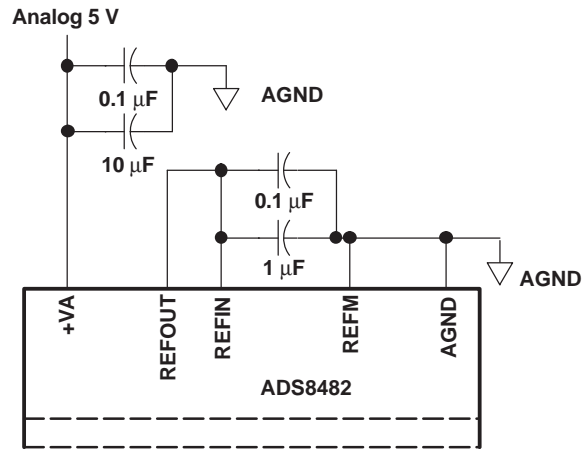 Analog 5 V
0.1 μF
AGND
10 μF
0.1 μF
1 μF
AGND
+VA
REFOUT
REFIN
REFM
AGND
ADS8482